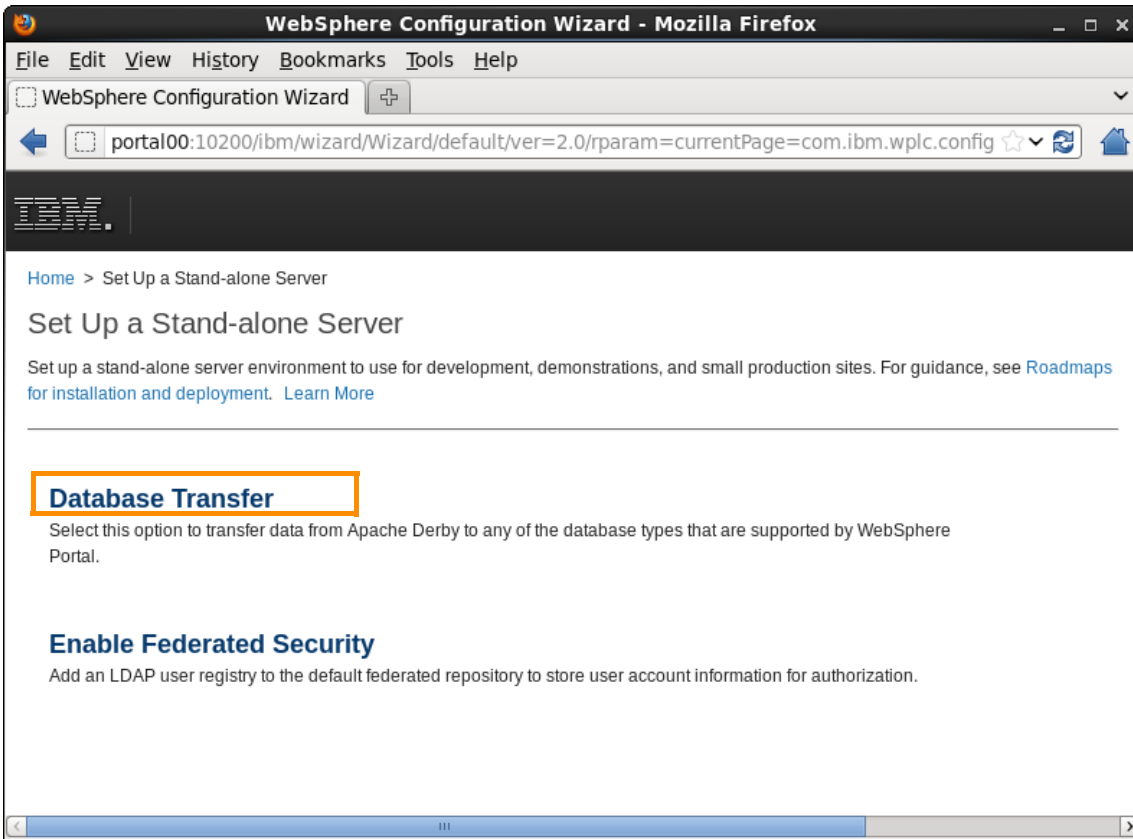 WebSphere Configuration Wizard - Mozilla Firefox
File Edit View History Bookmarks Tools Help
WebSphere Configuration Wizard
portal00:10200/ibm/wizard/Wizard/default/ver=2.0/rparam=currentPage=com.ibm.wplc.config
IBM.
Home > Set Up a Stand-alone Server
Set Up a Stand-alone Server
Set up a stand-alone server environment to use for development, demonstrations, and small production sites. For guidance, see Roadmaps
for installation and deployment. Learn More
Database Transfer
Select this option to transfer data from Apache Derby to any of the database types that are supported by WebSphere
Portal.
Enable Federated Security
Add an LDAP user registry to the default federated repository to store user account information for authorization.